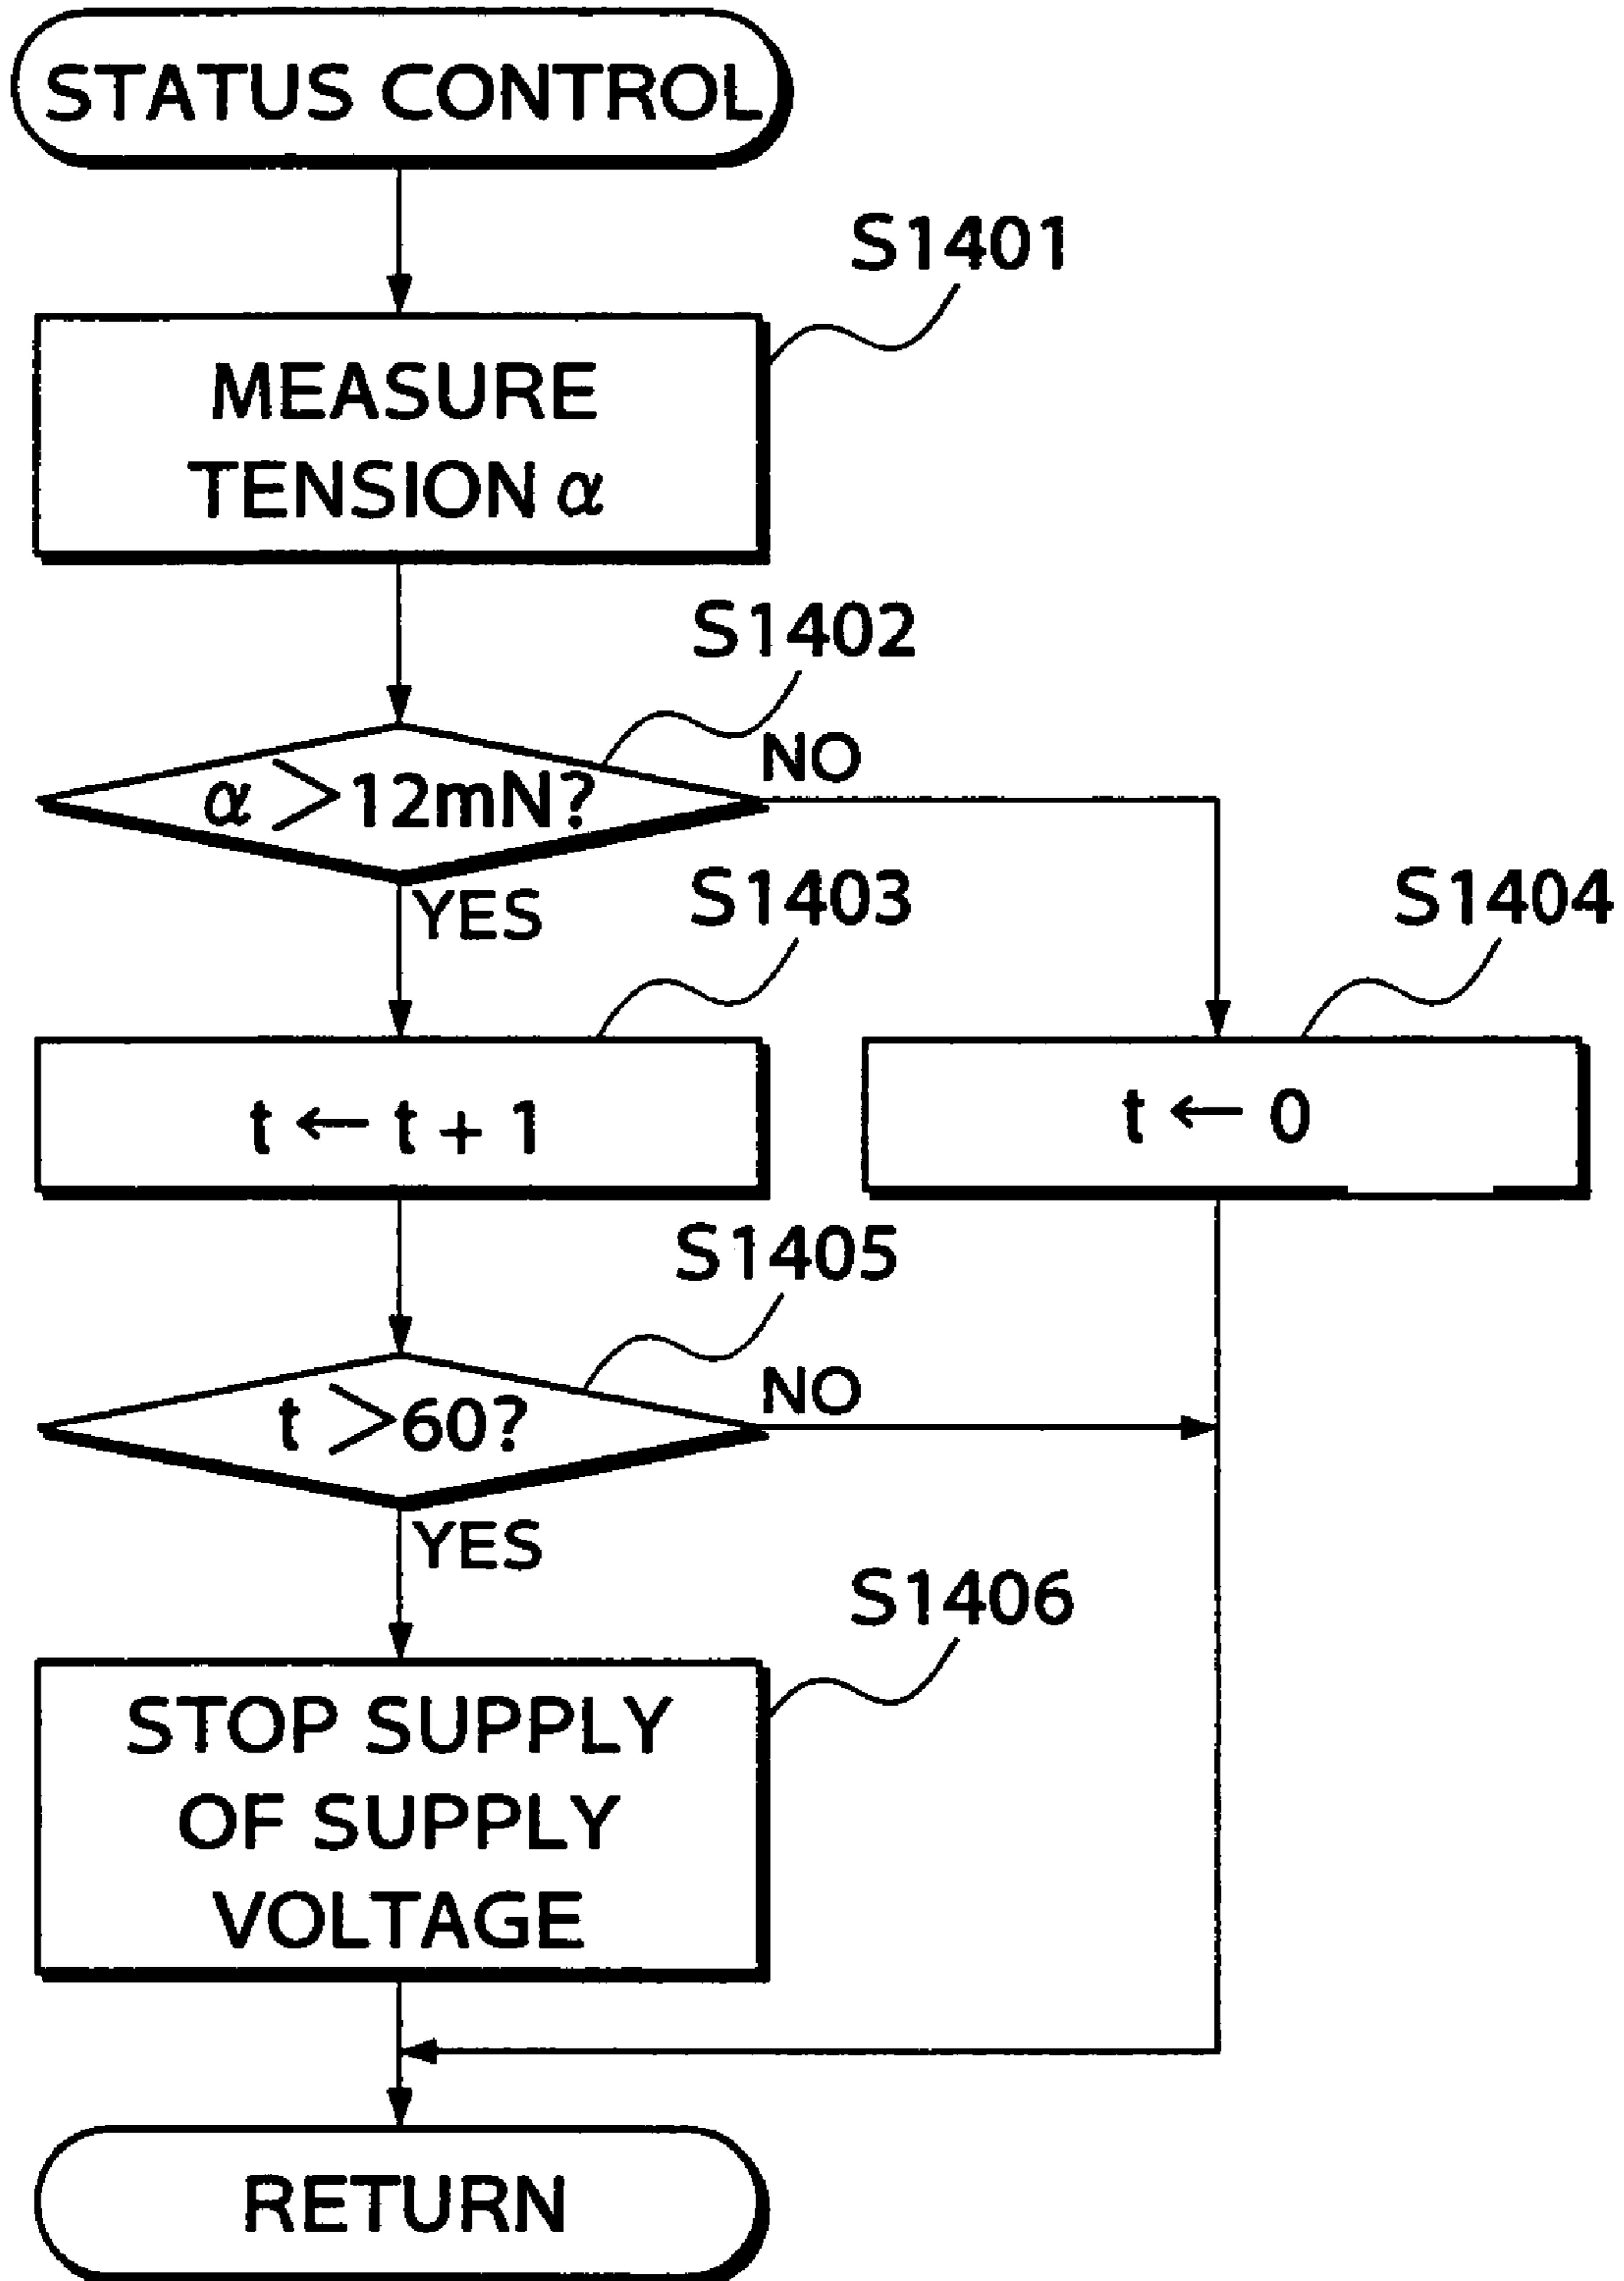 STATUS CONTROL
S1401
MEASURE
TENSION α
S1402
α >12mN?
NO
YES
S1403
S1404
t ← t + 1
t ← 0
S1405
t >60?
NO
YES
S1406
STOP SUPPLY
OF SUPPLY
VOLTAGE
RETURN